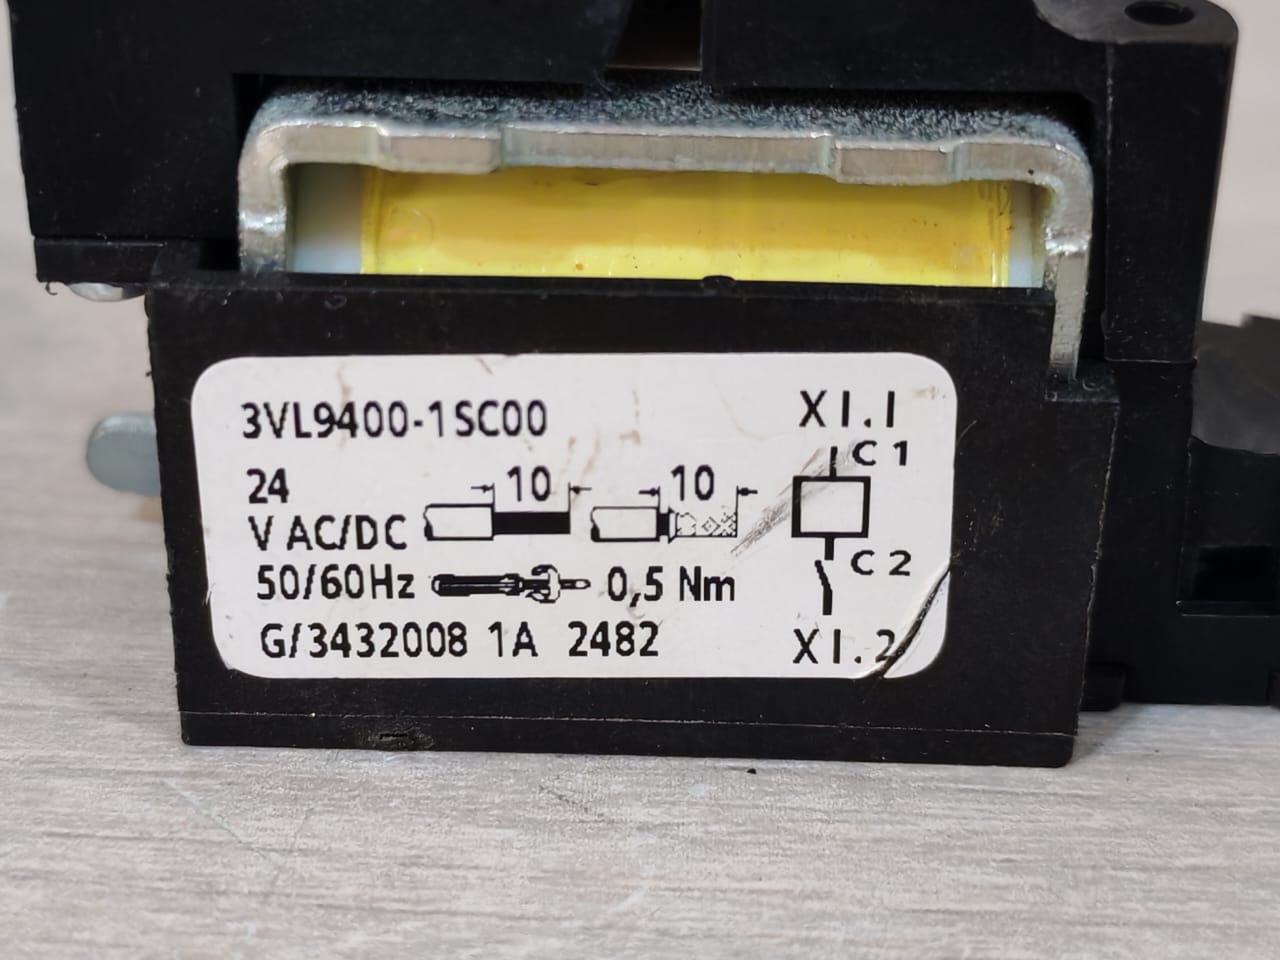 3VL9400-1SC00
X1.1
C1
24
10
10
V AC/DC
C2
50/60Hz
0,5 Nm
G/3432008 1A 2482
X1.2